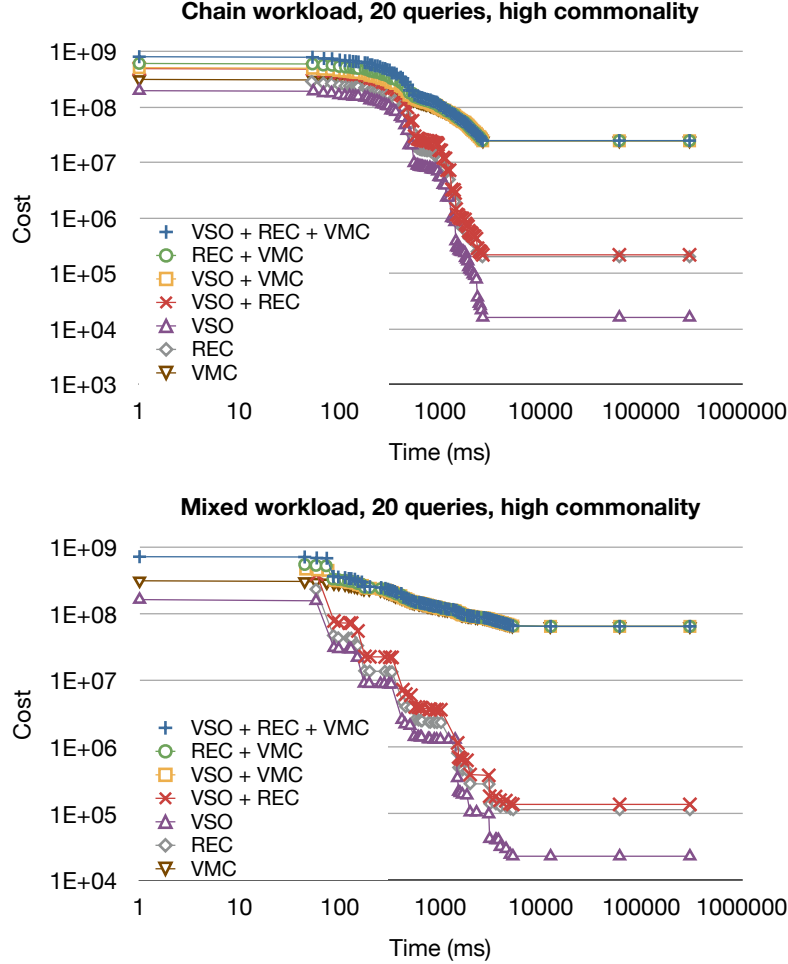 Chain workload, 20 queries, high commonality
1E+09
1E+08
1E+07
1E+06
1E+05
1E+04
1E+03
Cost
VSO + REC + VMC
REC + VMC
VSO + VMC
VSO + REC
VSO
REC
VMC
1 10 100 1000 10000 100000 1000000
Time (ms)
Mixed workload, 20 queries, high commonality
1E+09
1E+08
1E+07
1E+06
1E+05
1E+04
Cost
VSO + REC + VMC
REC + VMC
VSO + VMC
VSO + REC
VSO
REC
VMC
1 10 100 1000 10000 100000 1000000
Time (ms)